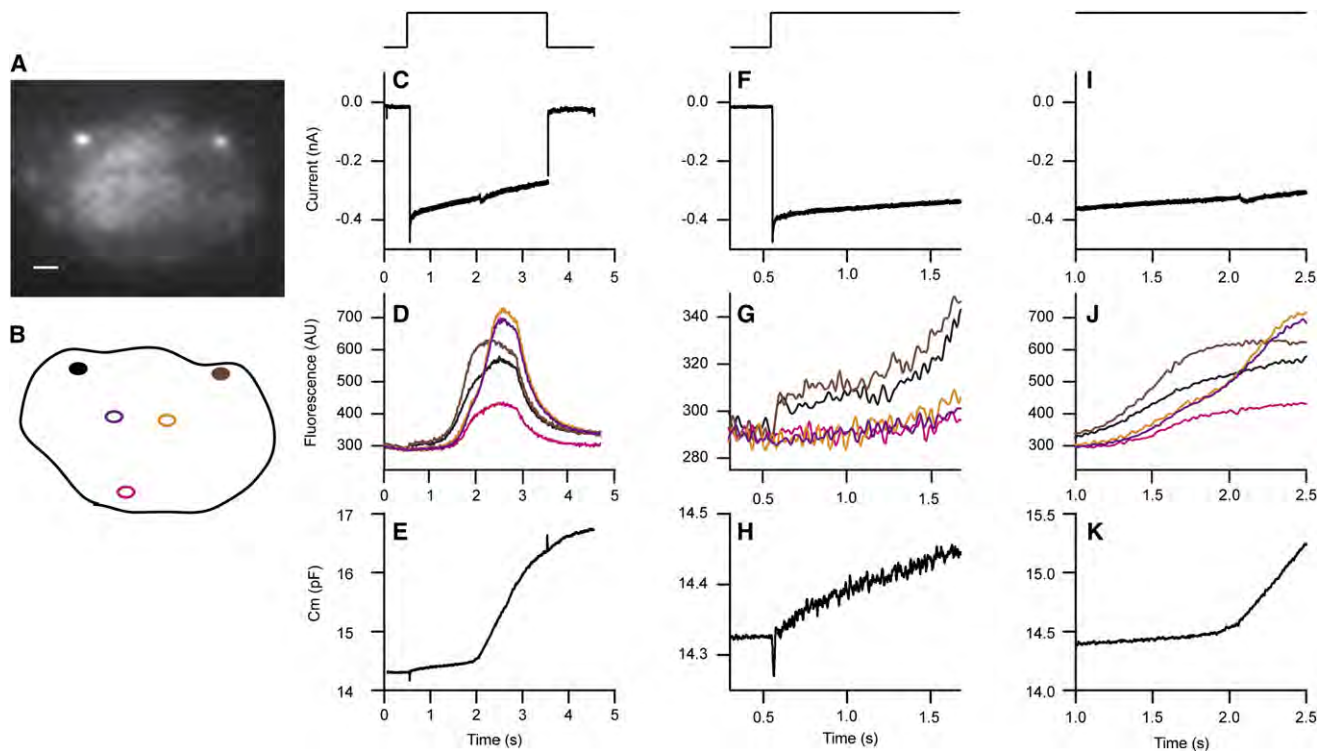 A
B
C
Current (nA)
0.0
-0.2
-0.4
0 1 2 3 4 5
D
Fluorescence (AU)
700
600
500
400
300
0 1 2 3 4 5
E
Cm (pF)
17
16
15
14
0 1 2 3 4 5
Time (s)
F
0.0
-0.2
-0.4
0.5 1.0 1.5
G
340
320
300
280
0.5 1.0 1.5
H
14.5
14.4
14.3
0.5 1.0 1.5
Time (s)
I
0.0
-0.2
-0.4
1.0 1.5 2.0 2.5
J
700
600
500
400
300
1.0 1.5 2.0 2.5
K
15.5
15.0
14.5
14.0
1.0 1.5 2.0 2.5
Time (s)